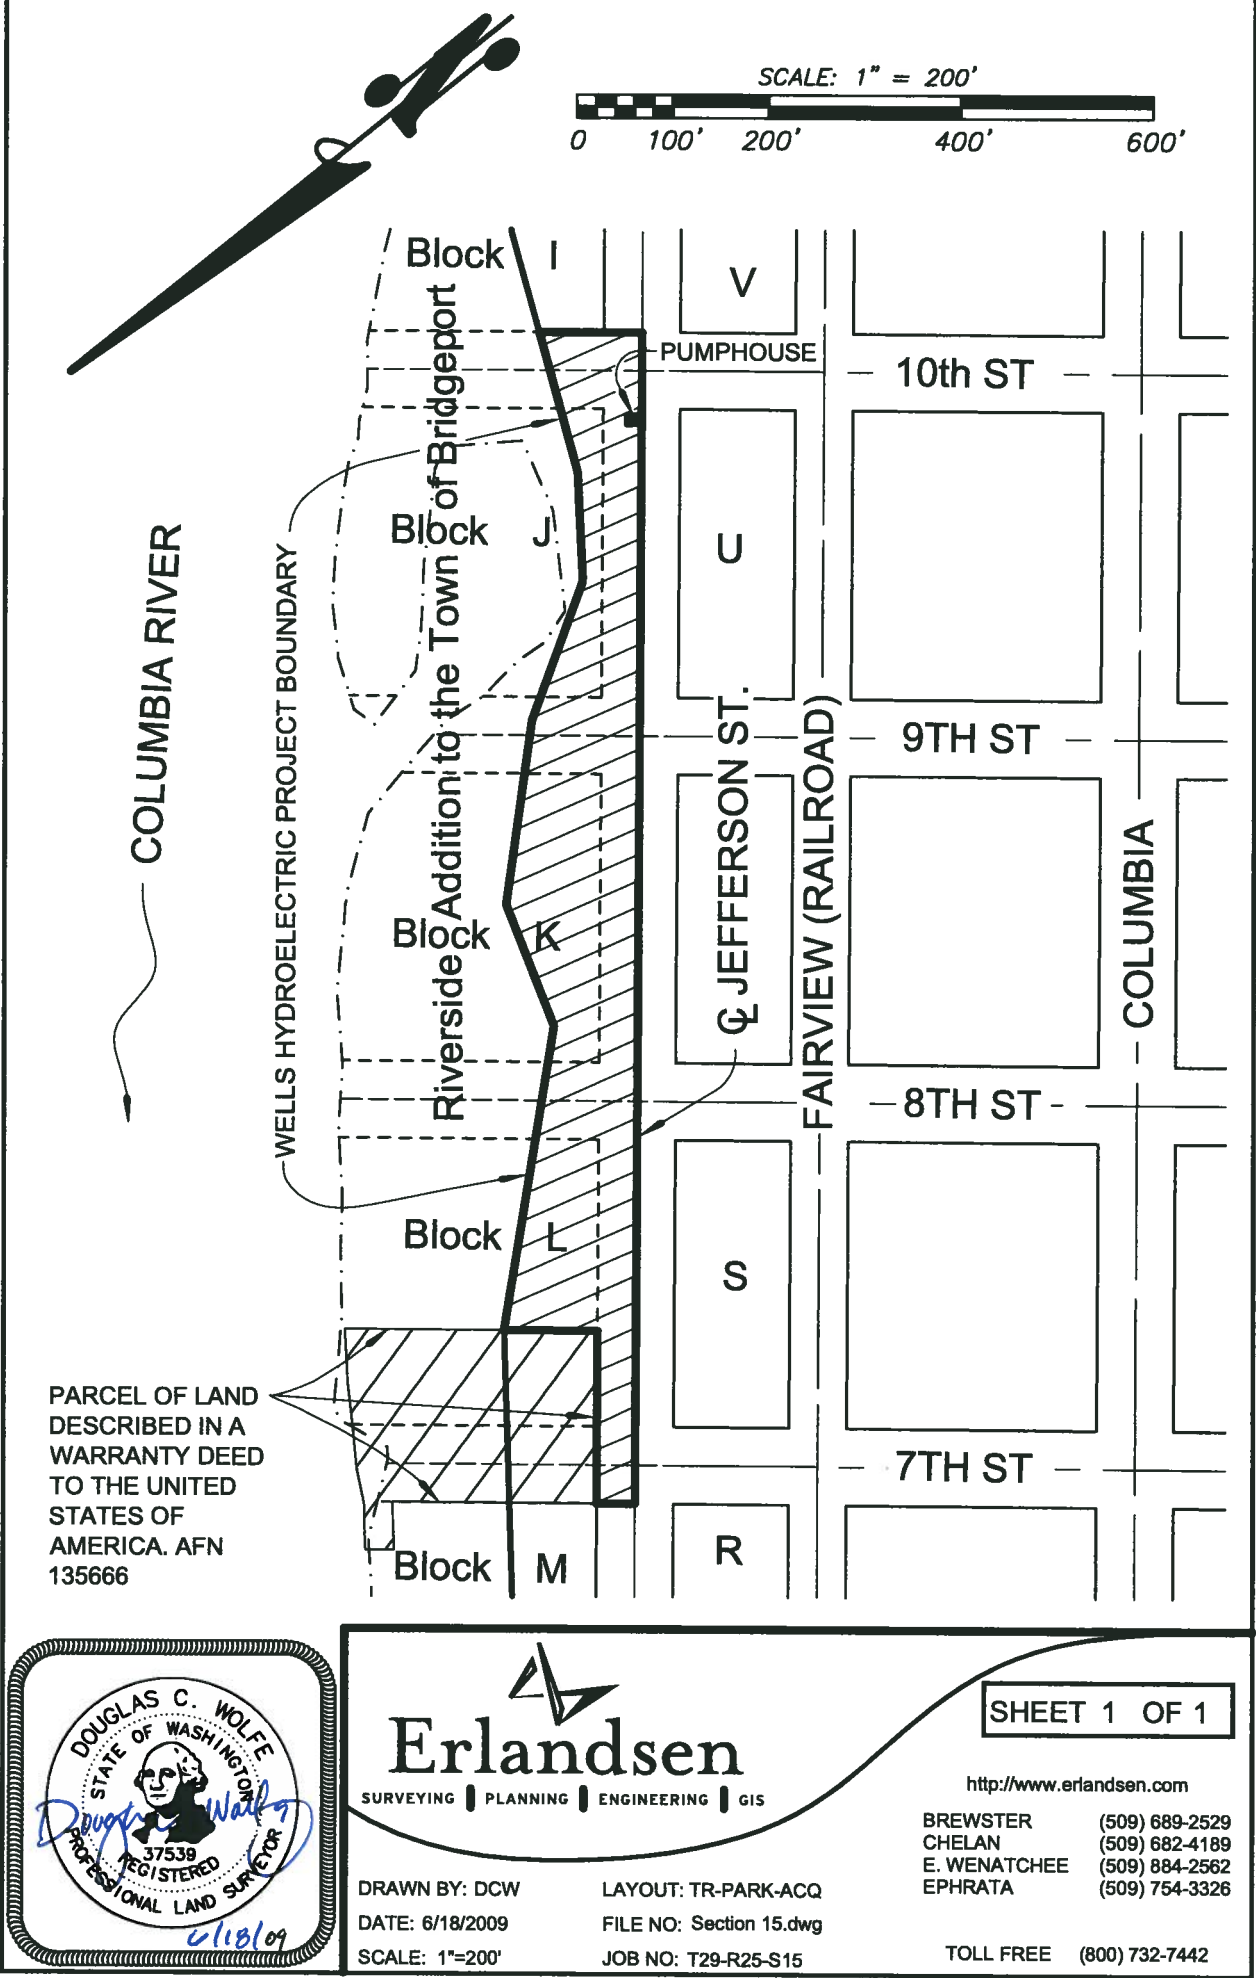 SCALE: 1" = 200'
0 100' 200' 400' 600'
Block I
V
PUMPHOUSE
10th ST
Riverside Addition to the Town of Bridgeport
Block J
U
COLUMBIA RIVER
WELLS HYDROELECTRIC PROJECT BOUNDARY
9TH ST
℄ JEFFERSON ST.
FAIRVIEW (RAILROAD)
COLUMBIA
Block K
8TH ST
Block L
S
PARCEL OF LAND
DESCRIBED IN A
WARRANTY DEED
TO THE UNITED
STATES OF
AMERICA. AFN
135666
7TH ST
Block M
R
DOUGLAS C. WOLFE
STATE OF WASHINGTON
37539
REGISTERED
PROFESSIONAL LAND SURVEYOR
6/18/09
Erlandsen
SURVEYING | PLANNING | ENGINEERING | GIS
SHEET 1 OF 1
http://www.erlandsen.com
BREWSTER (509) 689-2529
CHELAN (509) 682-4189
E. WENATCHEE (509) 884-2562
EPHRATA (509) 754-3326
TOLL FREE (800) 732-7442
DRAWN BY: DCW LAYOUT: TR-PARK-ACQ
DATE: 6/18/2009 FILE NO: Section 15.dwg
SCALE: 1"=200' JOB NO: T29-R25-S15